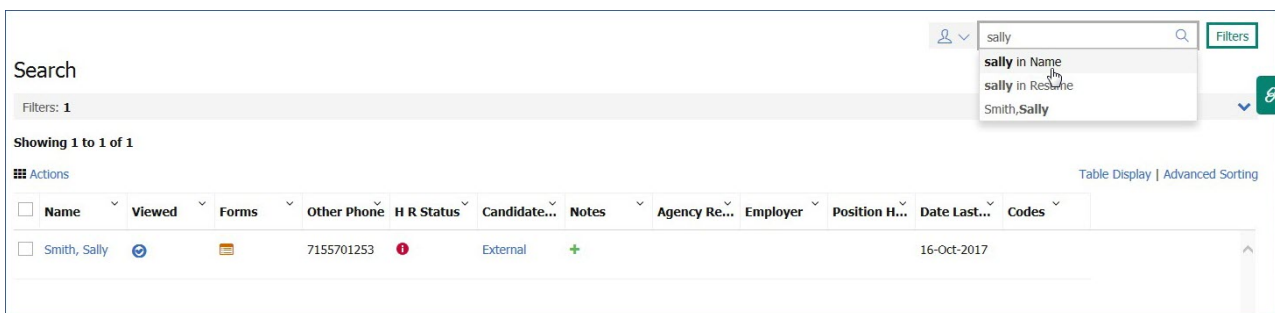 sally
Filters
sally in Name
Search
sally in Resume
Filters: 1
Smith,Sally
Showing 1 to 1 of 1
Actions
Table Display | Advanced Sorting
Name Viewed Forms Other Phone H R Status Candidate... Notes Agency Re... Employer Position H... Date Last... Codes
Smith, Sally 7155701253 External 16-Oct-2017